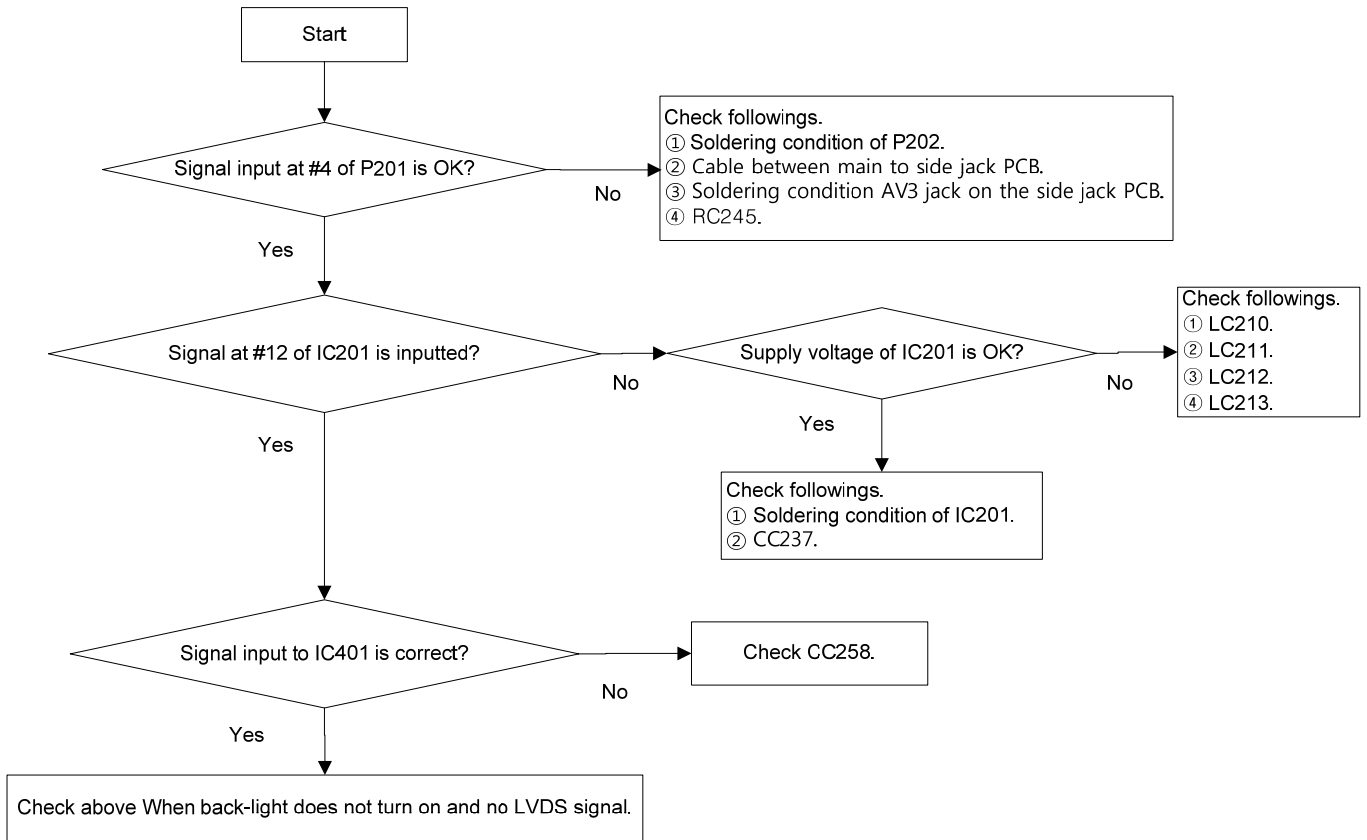 Start
Signal input at #4 of P201 is OK?
No
Check followings.
① Soldering condition of P202.
② Cable between main to side jack PCB.
③ Soldering condition AV3 jack on the side jack PCB.
④ RC245.
Yes
Signal at #12 of IC201 is inputted?
No
Supply voltage of IC201 is OK?
No
Check followings.
① LC210.
② LC211.
③ LC212.
④ LC213.
Yes
Yes
Check followings.
① Soldering condition of IC201.
② CC237.
Signal input to IC401 is correct?
No
Check CC258.
Yes
Check above When back-light does not turn on and no LVDS signal.